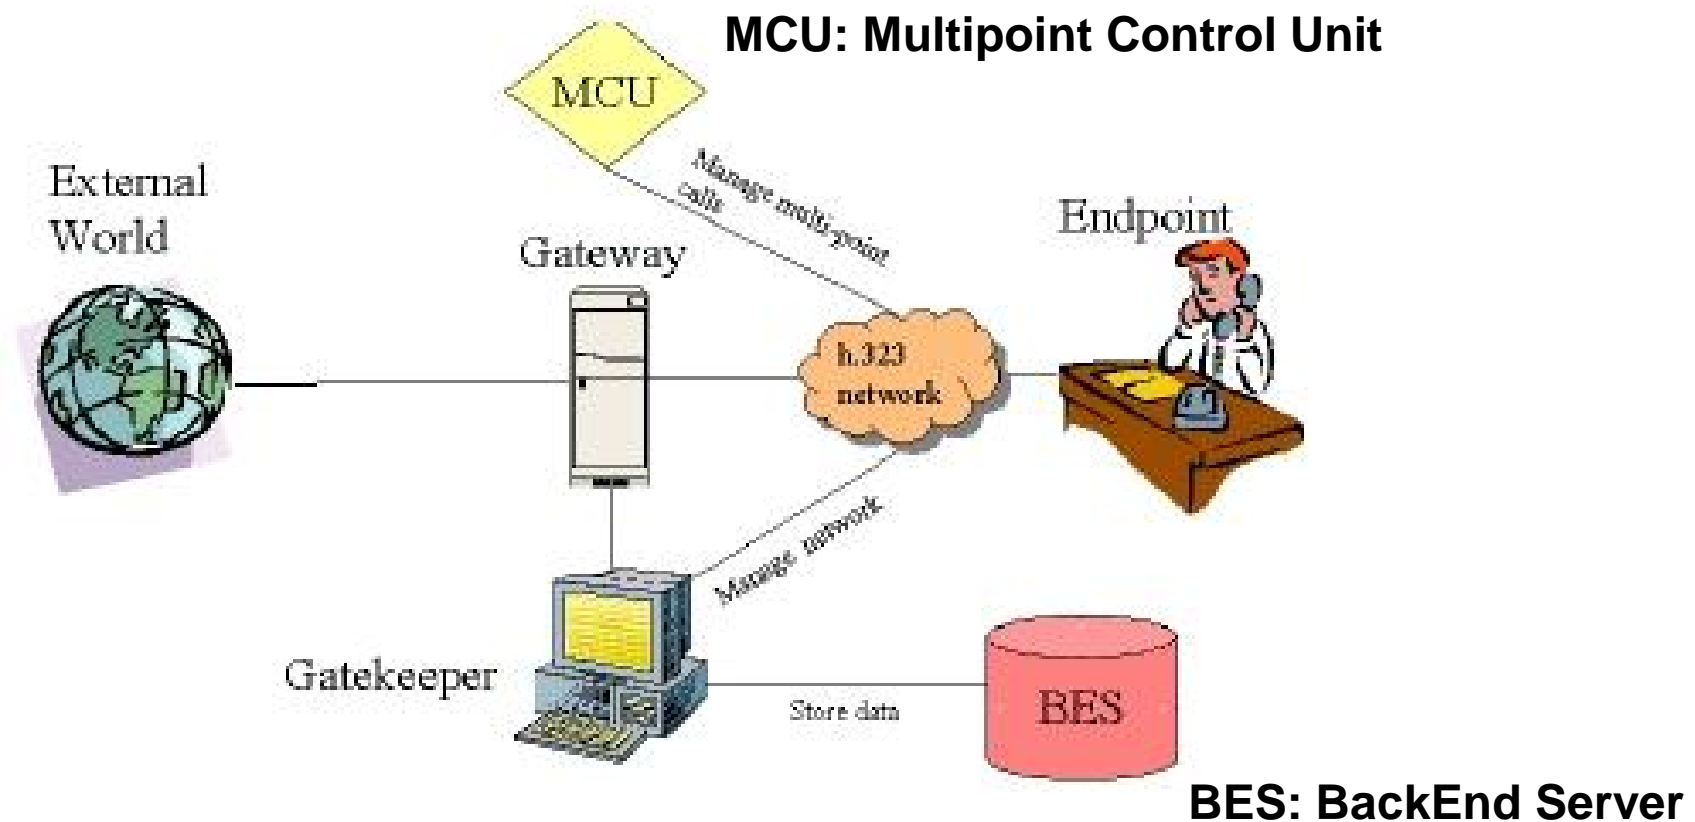 MCU: Multipoint Control Unit
MCU
Manage multi-point
calls
External
World
Gateway
Endpoint
h.323
network
Manage network
Gatekeeper
Store data
BES
BES: BackEnd Server